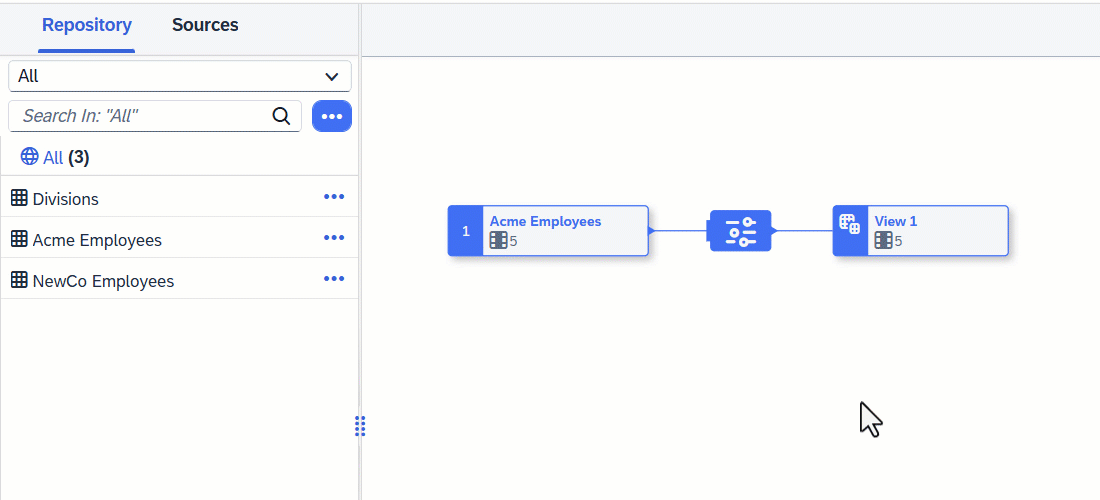 Repository Sources
All
Search In: "All"
All (3)
Divisions
Acme Employees
NewCo Employees
1 Acme Employees
5
View 1
5